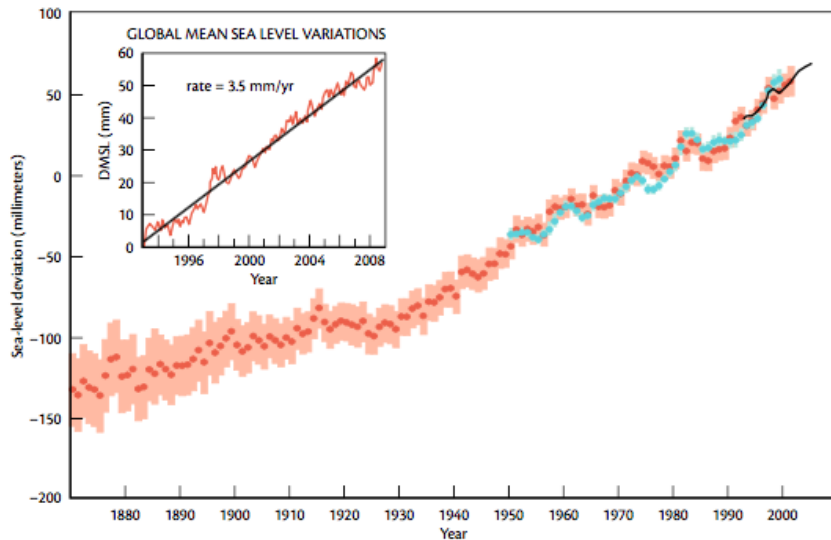 GLOBAL MEAN SEA LEVEL VARIATIONS
rate = 3.5 mm/yr
DMSL (mm)
60
50
40
30
20
10
0
1996 2000 2004 2008
Year
Sea-level deviation (millimeters)
100
50
0
−50
−100
−150
−200
1880 1890 1900 1910 1920 1930 1940 1950 1960 1970 1980 1990 2000
Year